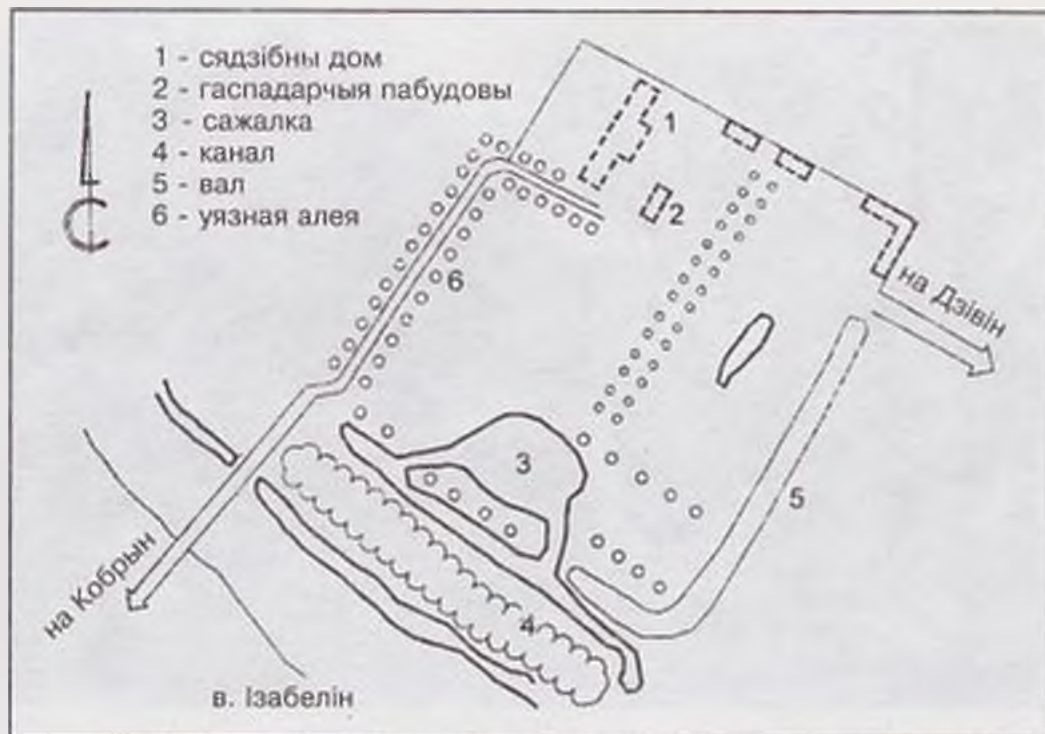 1 - сядзібны дом
2 - гаспадарчыя пабудовы
3 - сажалка
4 - канал
5 - вал
6 - уязная алея
1
2
6
на Дзівін
3
5
4
на Кобрын
в. Ізабелін